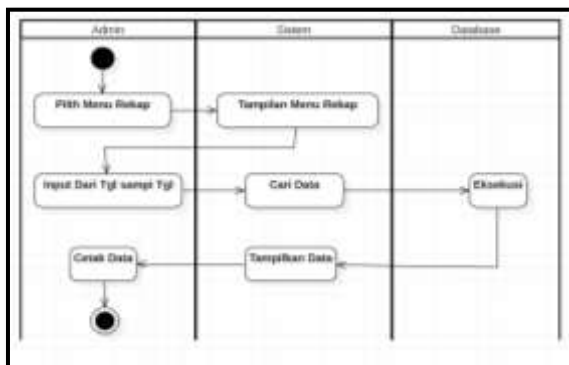 Admin
Sistem
Database
Pilih Menu Rekap
Tampilan Menu Rekap
Input Dari Tgl sampi Tgl
Cari Data
Eksekusi
Cetak Data
Tampilkan Data